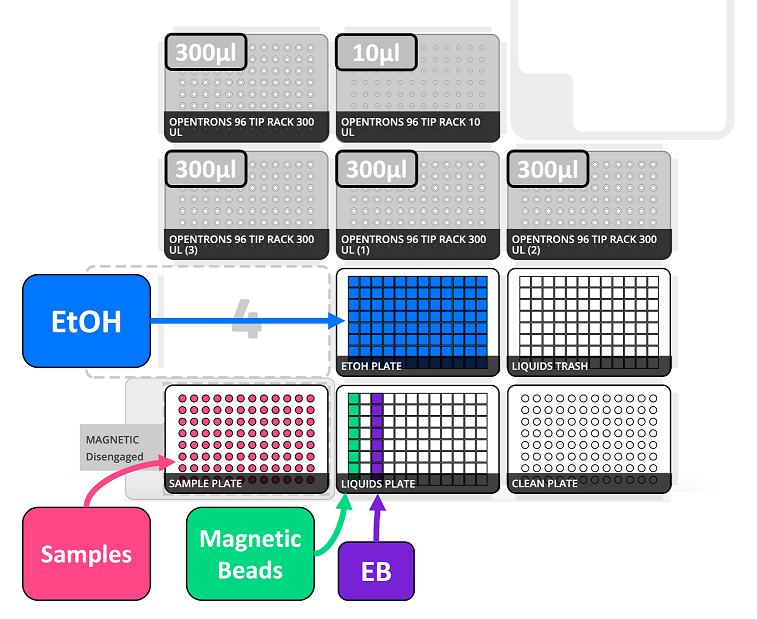 300µl
10µl
OPENTRONS 96 TIP RACK 300
UL
OPENTRONS 96 TIP RACK 10
UL
300µl
300µl
300µl
OPENTRONS 96 TIP RACK 300
UL (3)
OPENTRONS 96 TIP RACK 300
UL (1)
OPENTRONS 96 TIP RACK 300
UL (2)
EtOH
4
ETOH PLATE
LIQUIDS TRASH
MAGNETIC
Disengaged
SAMPLE PLATE
LIQUIDS PLATE
CLEAN PLATE
Samples
Magnetic
Beads
EB